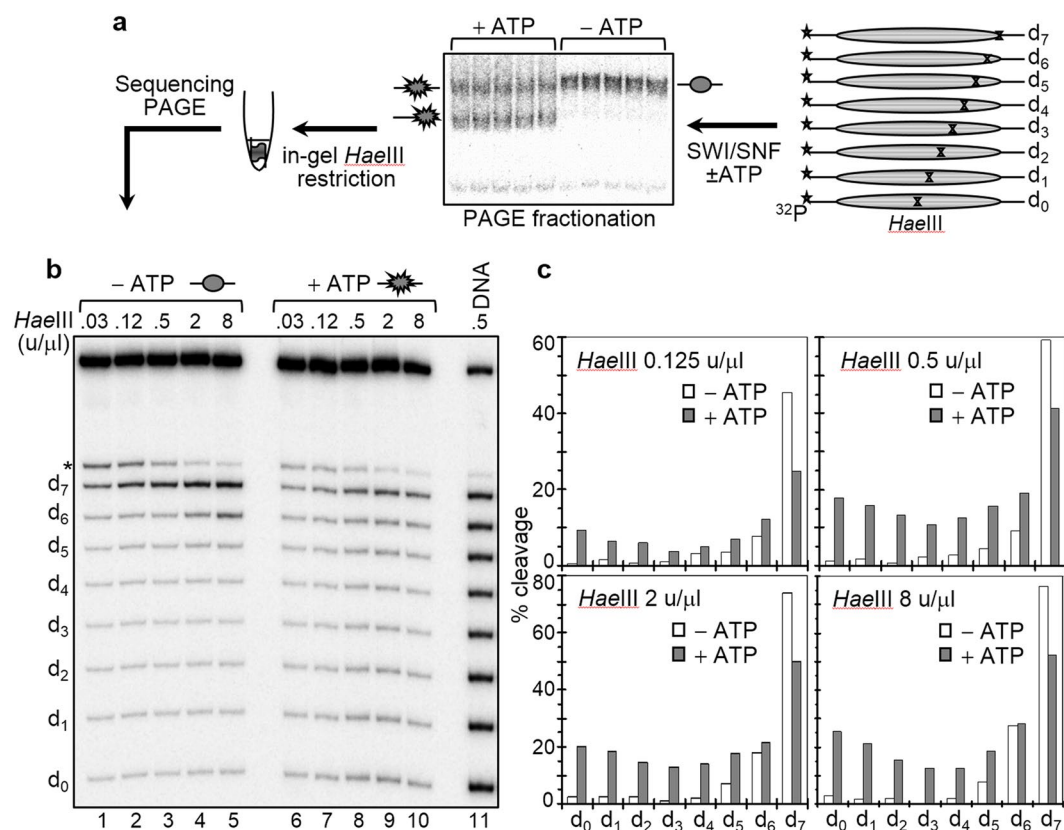 a
+ ATP
– ATP
Sequencing
PAGE
in-gel HaeIII
restriction
SWI/SNF
±ATP
PAGE fractionation
d7
d6
d5
d4
d3
d2
d1
d0
32P
HaeIII
b
– ATP
+ ATP
DNA
HaeIII
(u/µl)
.03 .12 .5 2 8
.03 .12 .5 2 8
.5
*
d7
d6
d5
d4
d3
d2
d1
d0
1 2 3 4 5 6 7 8 9 10 11
c
% cleavage
60
40
20
0
HaeIII 0.125 u/µl
– ATP
+ ATP
HaeIII 0.5 u/µl
– ATP
+ ATP
80
60
40
20
0
HaeIII 2 u/µl
– ATP
+ ATP
HaeIII 8 u/µl
– ATP
+ ATP
d0 d1 d2 d3 d4 d5 d6 d7
d0 d1 d2 d3 d4 d5 d6 d7